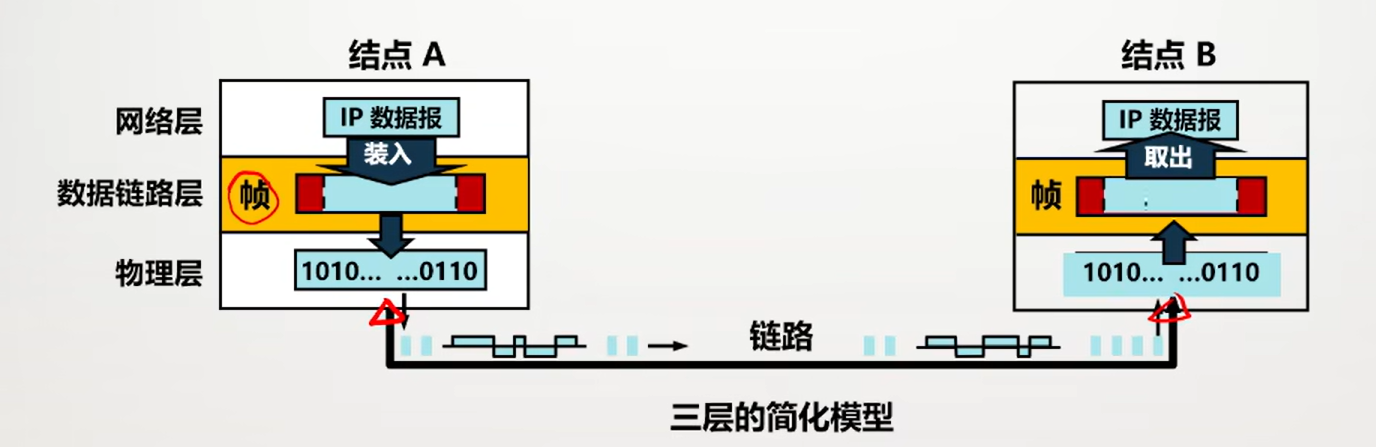 结点 A
结点 B
网络层
IP 数据报
IP 数据报
装入
取出
数据链路层
帧
帧
物理层
1010... ...0110
1010... ...0110
链路
三层的简化模型